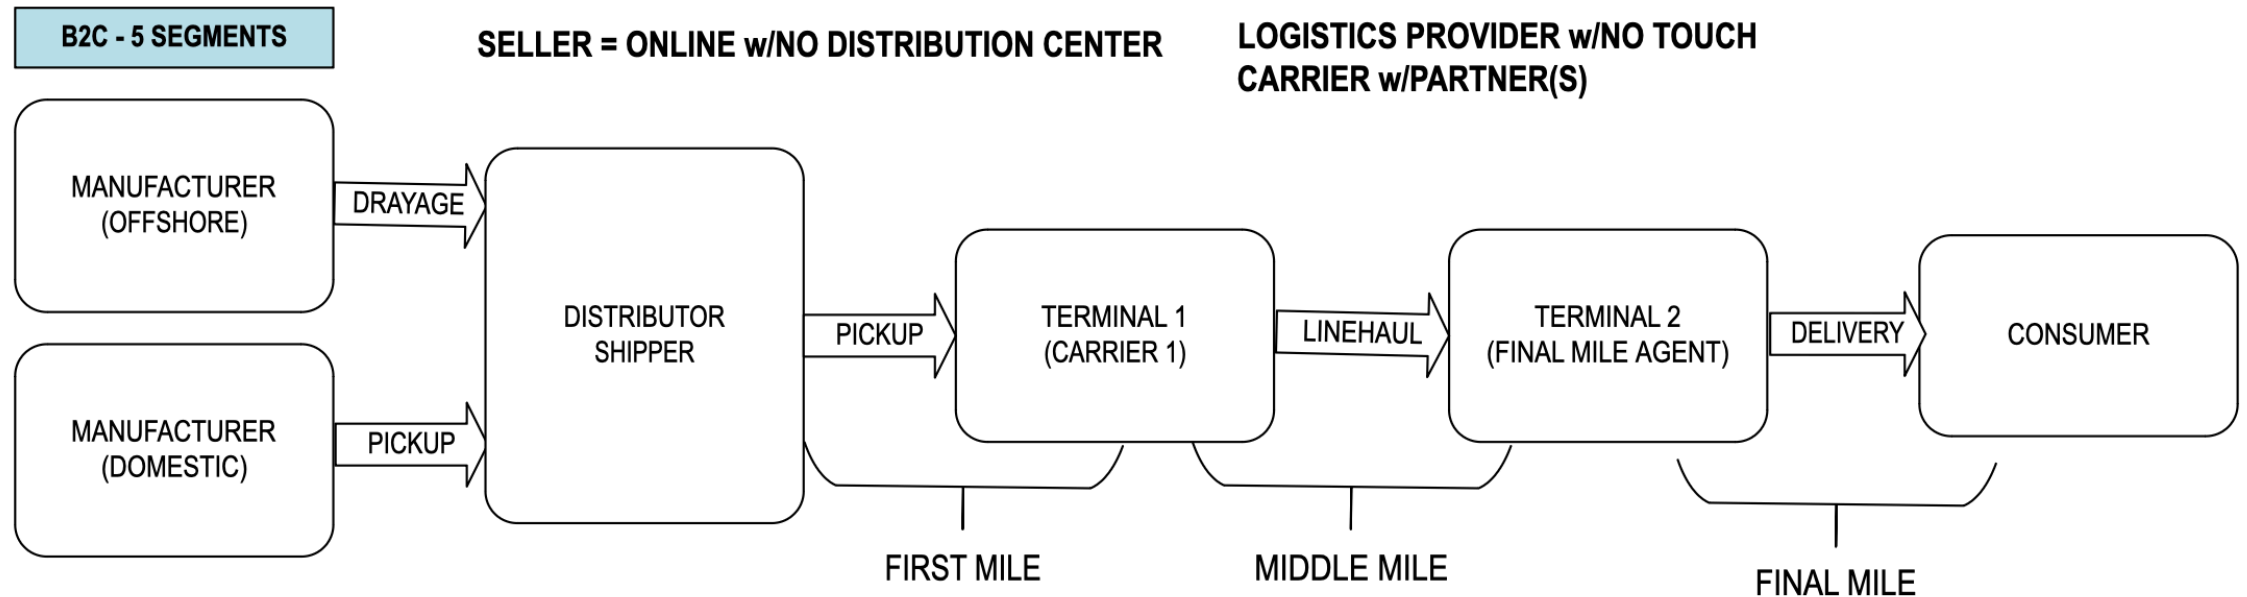 B2C - 5 SEGMENTS
SELLER = ONLINE w/NO DISTRIBUTION CENTER
LOGISTICS PROVIDER w/NO TOUCH
CARRIER w/PARTNER(S)
MANUFACTURER
(OFFSHORE)
DRAYAGE
MANUFACTURER
(DOMESTIC)
PICKUP
DISTRIBUTOR
SHIPPER
PICKUP
TERMINAL 1
(CARRIER 1)
LINEHAUL
TERMINAL 2
(FINAL MILE AGENT)
DELIVERY
CONSUMER
FIRST MILE
MIDDLE MILE
FINAL MILE